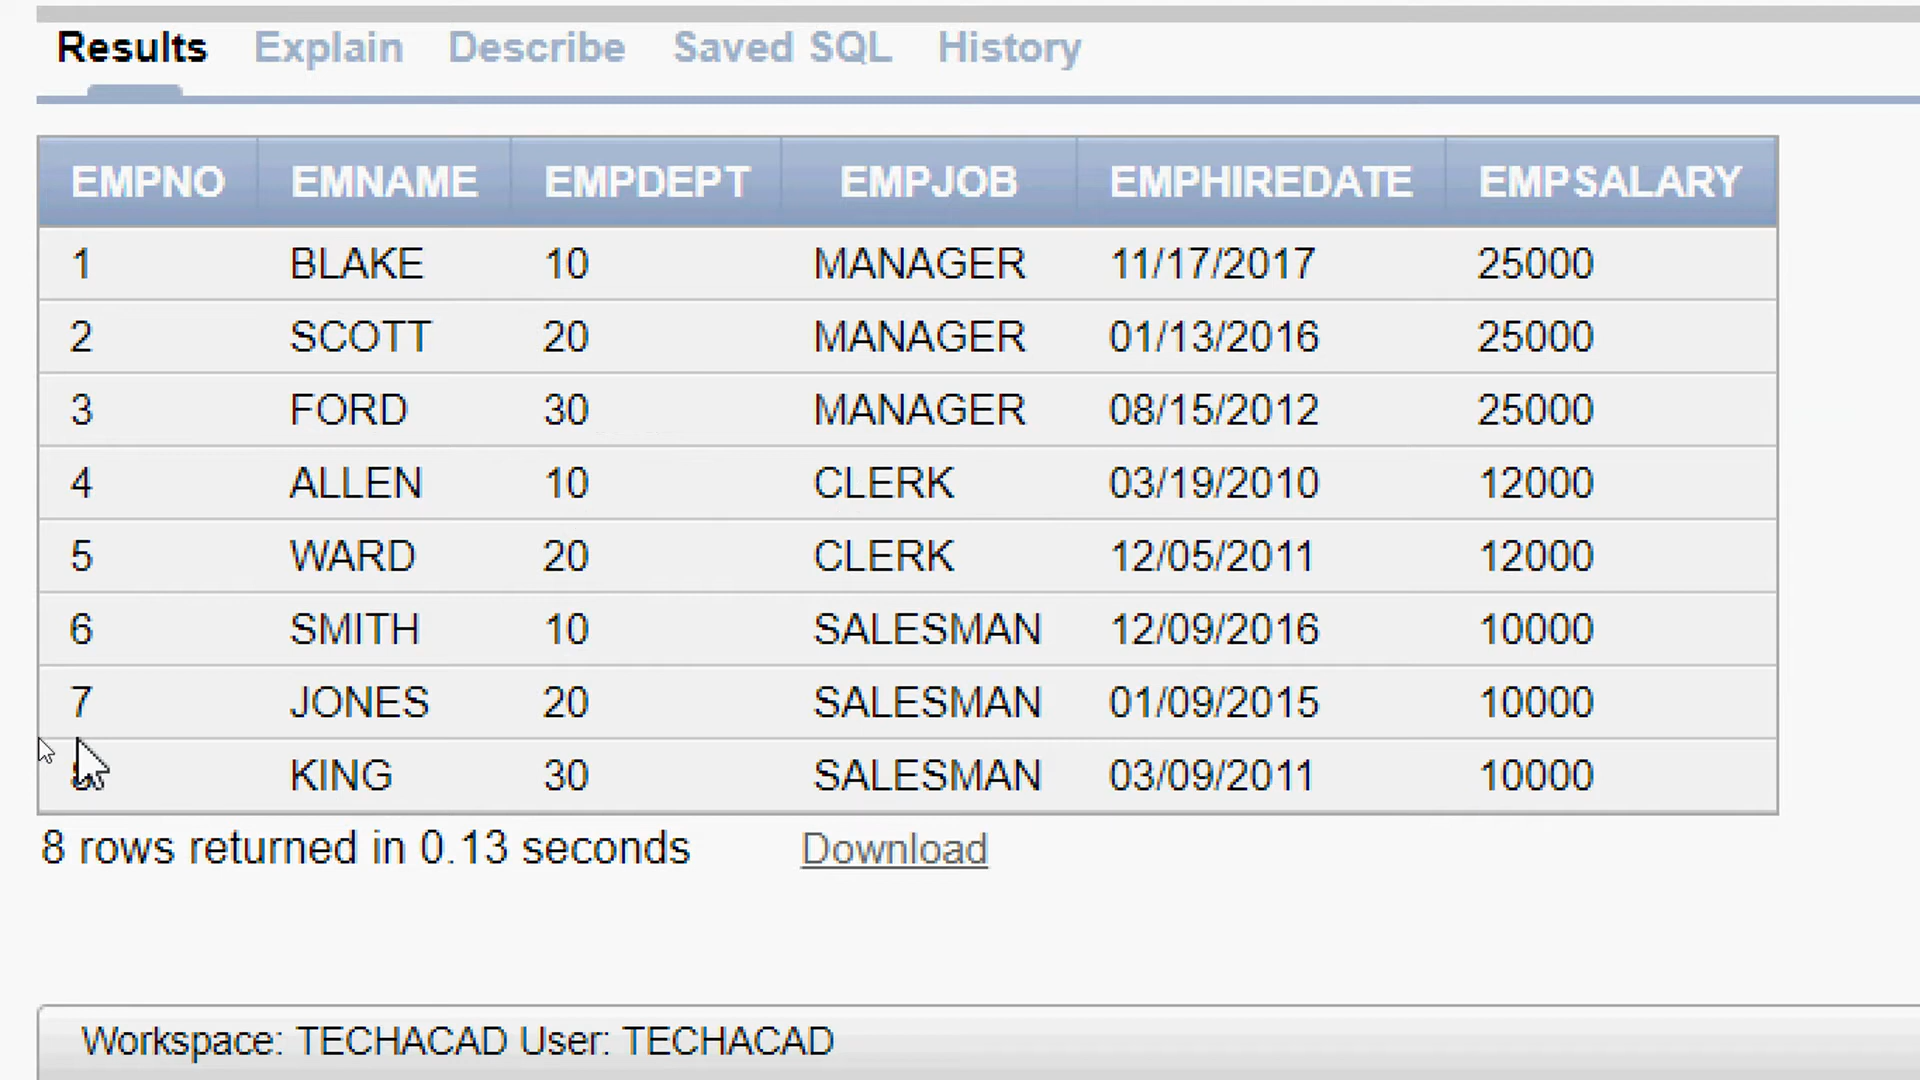 Results Explain Describe Saved SQL History
EMPNO EMNAME EMPDEPT EMPJOB EMPHIREDATE EMPSALARY
1 BLAKE 10 MANAGER 11/17/2017 25000
2 SCOTT 20 MANAGER 01/13/2016 25000
3 FORD 30 MANAGER 08/15/2012 25000
4 ALLEN 10 CLERK 03/19/2010 12000
5 WARD 20 CLERK 12/05/2011 12000
6 SMITH 10 SALESMAN 12/09/2016 10000
7 JONES 20 SALESMAN 01/09/2015 10000
KING 30 SALESMAN 03/09/2011 10000
8 rows returned in 0.13 seconds Download
Workspace: TECHACAD User: TECHACAD